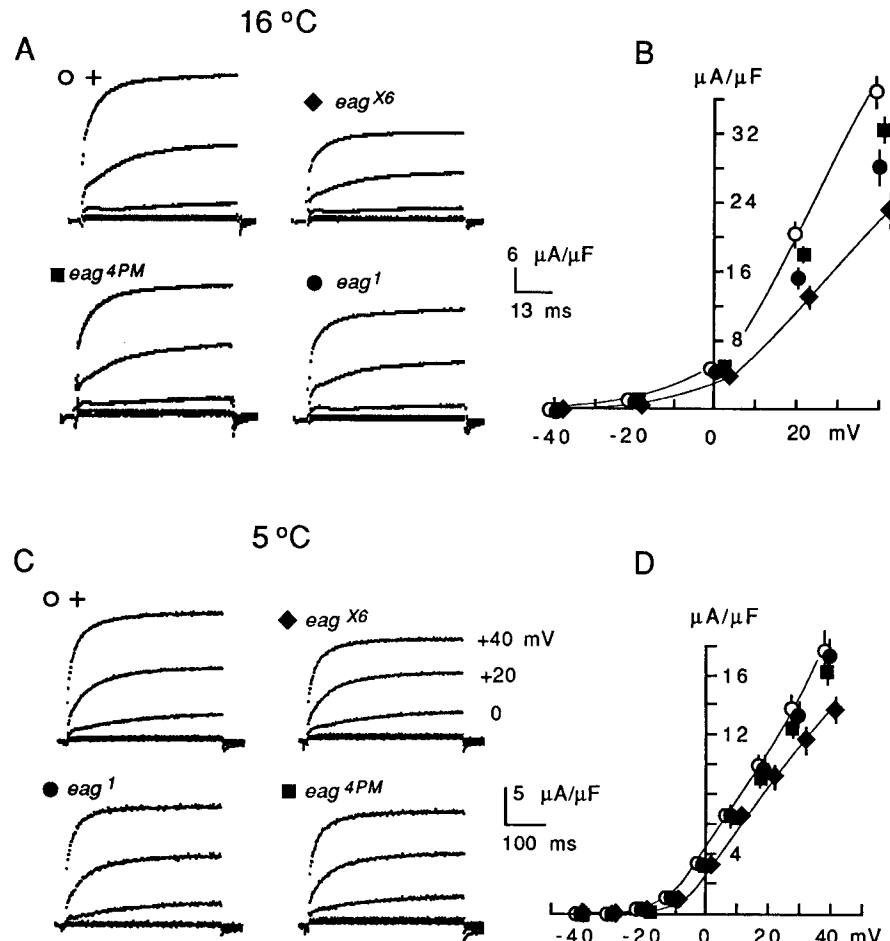 16 °C
A
B
+
eag X6
eag 4PM
eag 1
6 µA/µF
13 ms
µA/µF
32
24
16
8
-40 -20 0 20 mV
5 °C
C
D
+
eag X6
+40 mV
+20
0
eag 1
eag 4PM
5 µA/µF
100 ms
µA/µF
16
12
4
-40 -20 0 20 40 mV